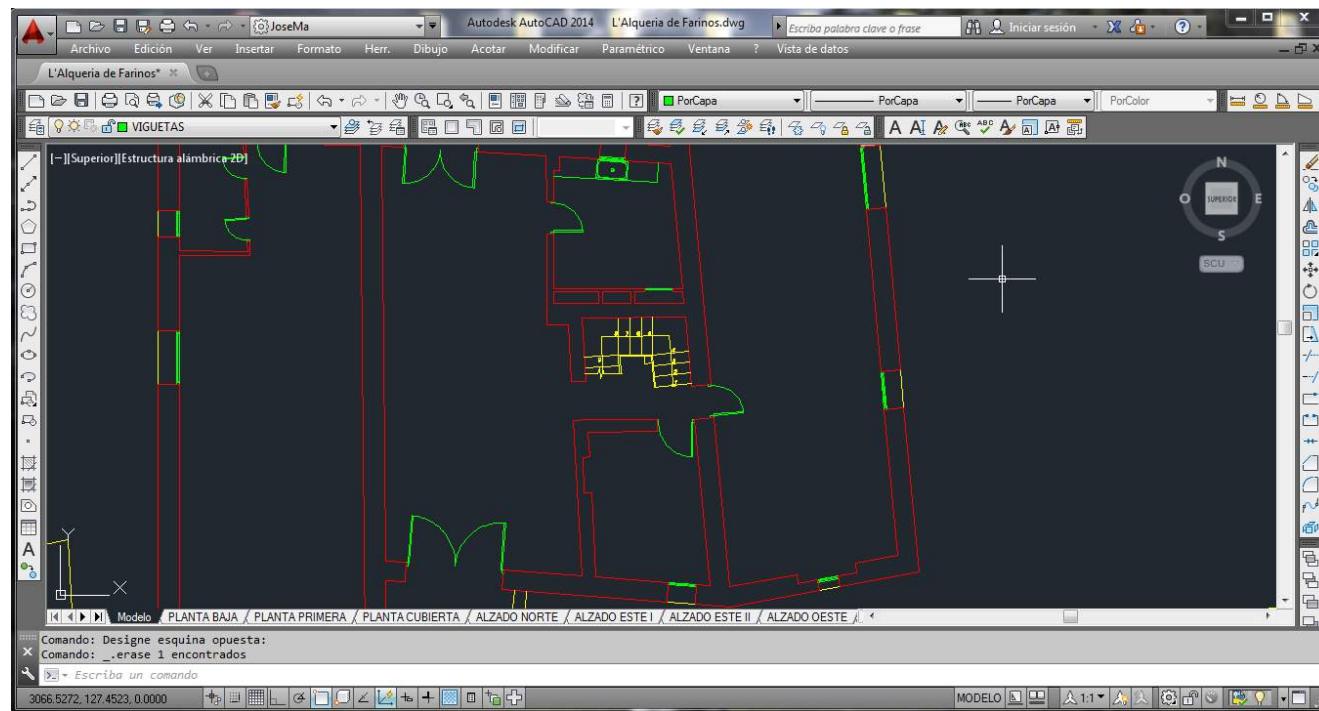 JoseMa
Autodesk AutoCAD 2014 L'Alqueria de Farinos.dwg
Escriba palabra clave o frase
Iniciar sesión
Archivo Edición Ver Insertar Formato Herr. Dibujo Acotar Modificar Paramétrico Ventana ? Vista de datos
L'Alqueria de Farinos*
PorCapa PorCapa PorCapa PorColor
VIGUETAS
[-][Superior][Estructura alámbrica 2D]
N
O SUPERIOR E
S
SCU
Y
X
Modelo PLANTA BAJA PLANTA PRIMERA PLANTA CUBIERTA ALZADO NORTE ALZADO ESTE I ALZADO ESTE II ALZADO OESTE
Comando: Designe esquina opuesta:
Comando: _.erase 1 encontrados
Escriba un comando
3066.5272, 127.4523, 0.0000
MODELO 1:1